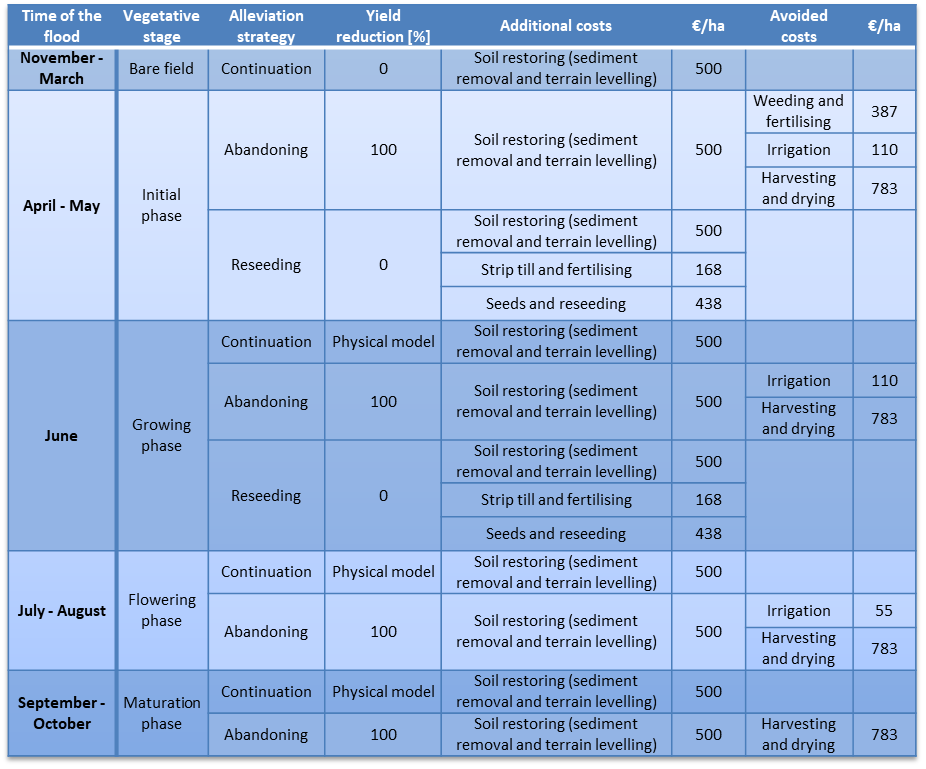 Time of the flood
Vegetative stage
Alleviation strategy
Yield reduction [%]
Additional costs
€/ha
Avoided costs
€/ha
November - March
Bare field
Continuation
0
Soil restoring (sediment
removal and terrain levelling)
500
April - May
Initial
phase
Abandoning
100
Soil restoring (sediment
removal and terrain levelling)
500
Weeding and
fertilising
387
Irrigation
110
Harvesting
and drying
783
Reseeding
0
Soil restoring (sediment
removal and terrain levelling)
500
Strip till and fertilising
168
Seeds and reseeding
438
June
Growing
phase
Continuation
Physical model
Soil restoring (sediment
removal and terrain levelling)
500
Abandoning
100
Soil restoring (sediment
removal and terrain levelling)
500
Irrigation
110
Harvesting
and drying
783
Reseeding
0
Soil restoring (sediment
removal and terrain levelling)
500
Strip till and fertilising
168
Seeds and reseeding
438
July - August
Flowering
phase
Continuation
Physical model
Soil restoring (sediment
removal and terrain levelling)
500
Abandoning
100
Soil restoring (sediment
removal and terrain levelling)
500
Irrigation
55
Harvesting
and drying
783
September -
October
Maturation
phase
Continuation
Physical model
Soil restoring (sediment
removal and terrain levelling)
500
Abandoning
100
Soil restoring (sediment
removal and terrain levelling)
500
Harvesting
and drying
783